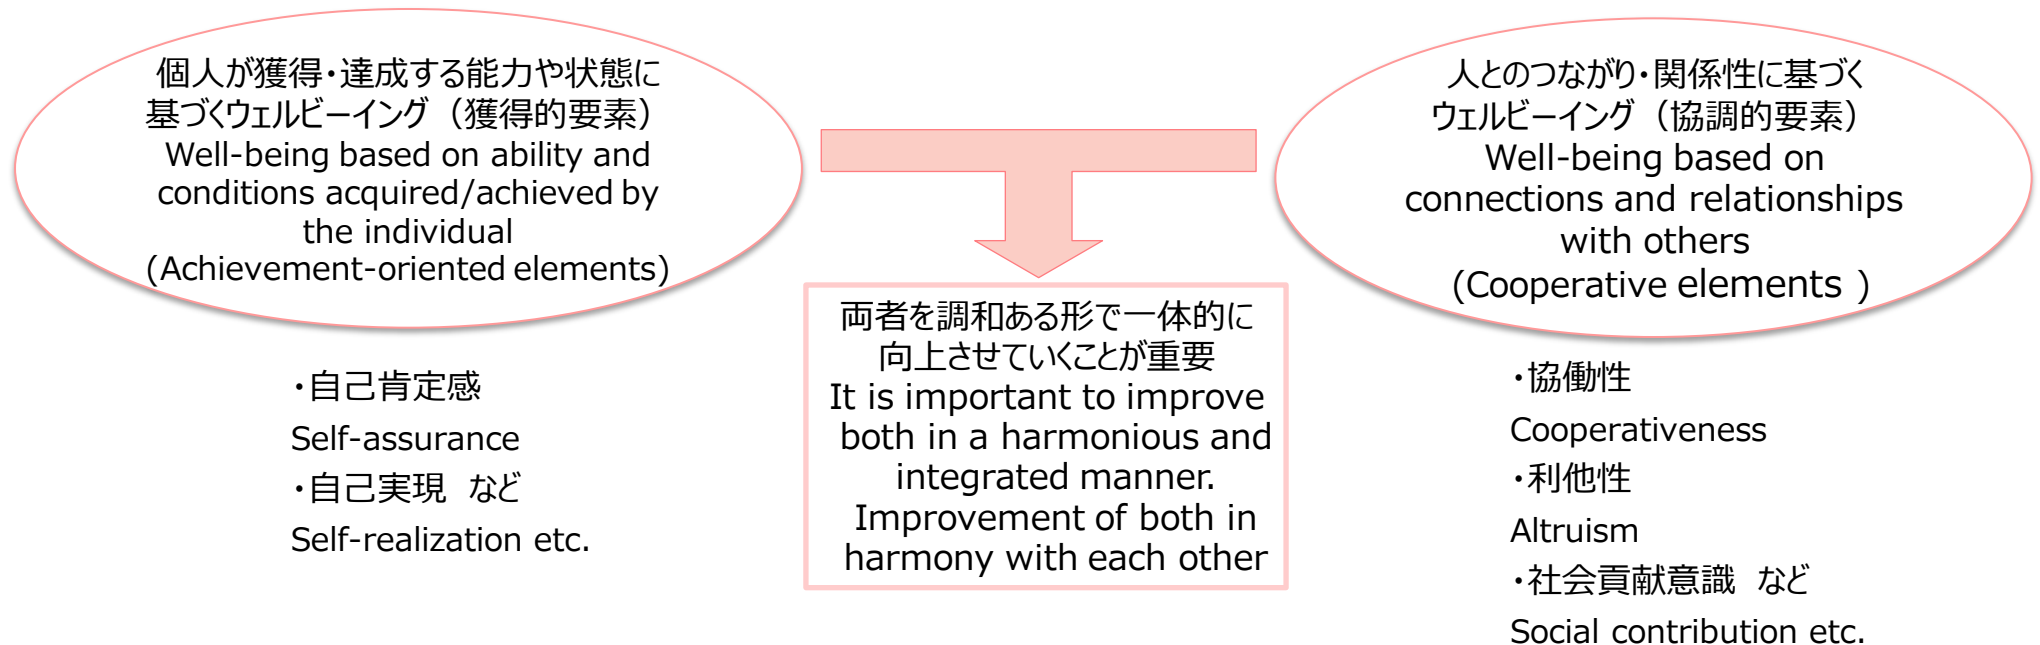 個人が獲得・達成する能力や状態に
基づくウェルビーイング（獲得的要素）
Well-being based on ability and
conditions acquired/achieved by
the individual
(Achievement-oriented elements)
・自己肯定感
Self-assurance
・自己実現 など
Self-realization etc.
両者を調和ある形で一体的に
向上させていくことが重要
It is important to improve
both in a harmonious and
integrated manner.
Improvement of both in
harmony with each other
人とのつながり・関係性に基づく
ウェルビーイング（協調的要素）
Well-being based on
connections and relationships
with others
(Cooperative elements )
・協働性
Cooperativeness
・利他性
Altruism
・社会貢献意識 など
Social contribution etc.